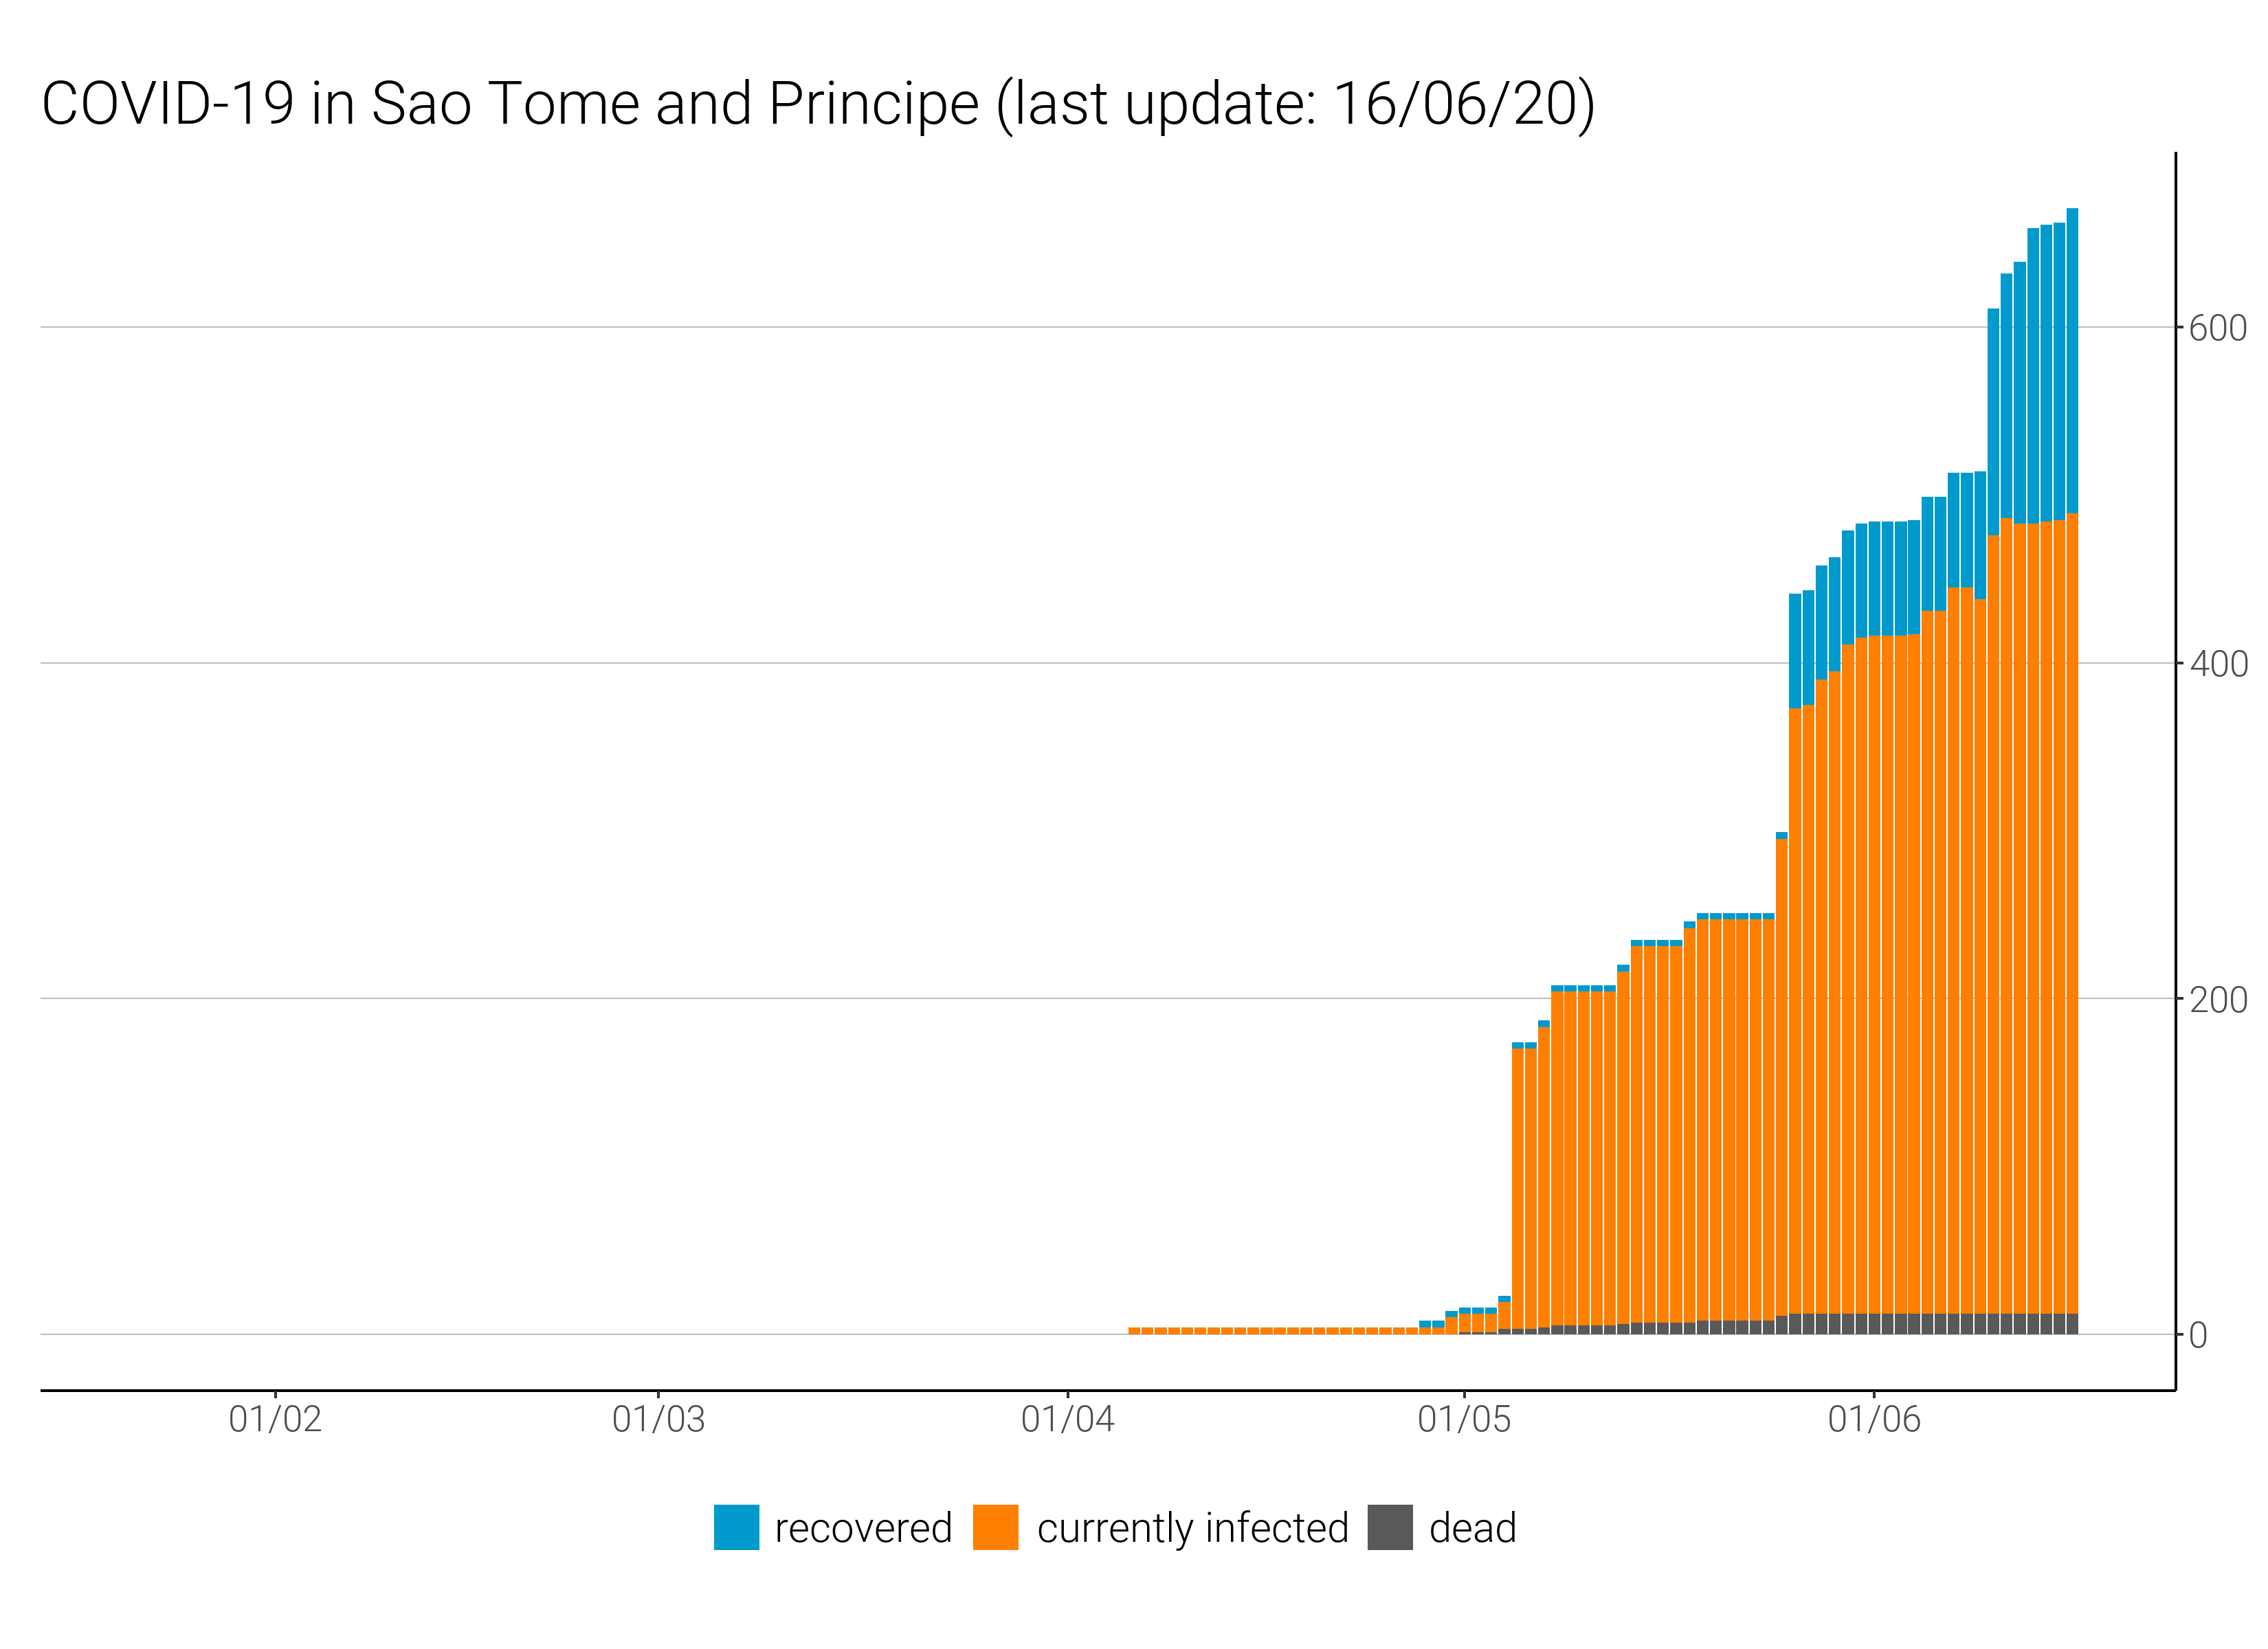 COVID-19 in Sao Tome and Principe (last update: 16/06/20)
600
400
200
0
01/02 01/03 01/04 01/05 01/06
recovered currently infected dead